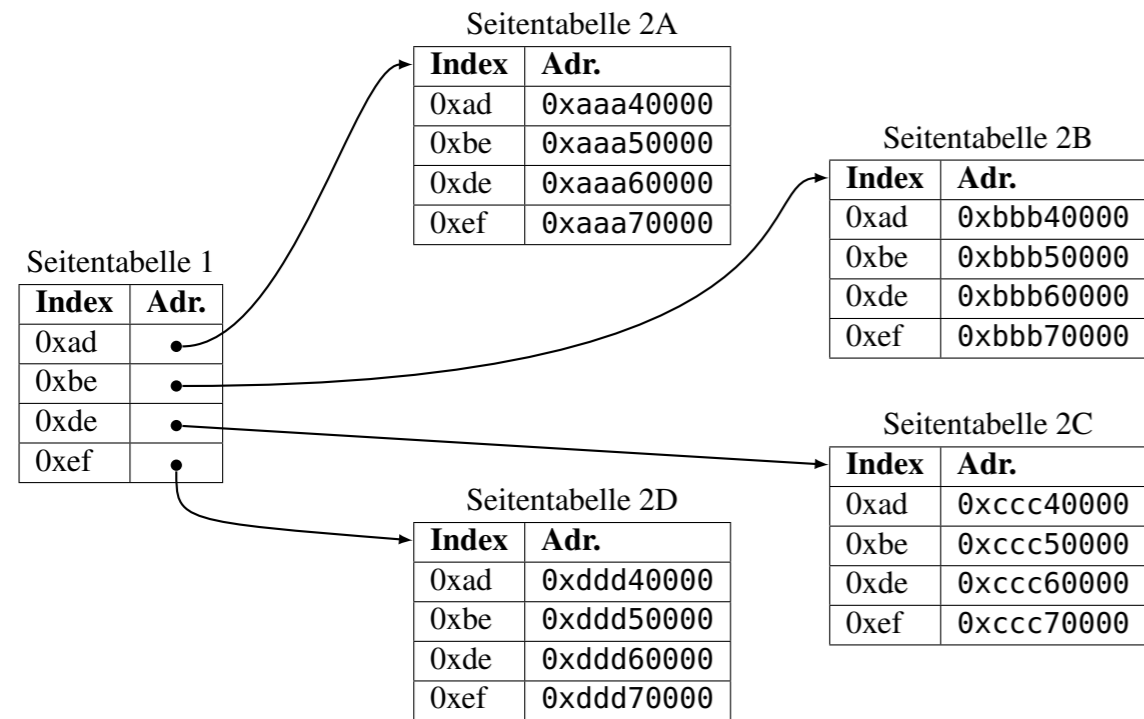 Seitentabelle 2A
Index Adr.
0xad 0xaaa40000
0xbe 0xaaa50000
0xde 0xaaa60000
0xef 0xaaa70000
Seitentabelle 2B
Index Adr.
0xad 0xbbb40000
0xbe 0xbbb50000
0xde 0xbbb60000
0xef 0xbbb70000
Seitentabelle 1
Index Adr.
0xad
0xbe
0xde
0xef
Seitentabelle 2C
Index Adr.
0xad 0xccc40000
0xbe 0xccc50000
0xde 0xccc60000
0xef 0xccc70000
Seitentabelle 2D
Index Adr.
0xad 0xddd40000
0xbe 0xddd50000
0xde 0xddd60000
0xef 0xddd70000